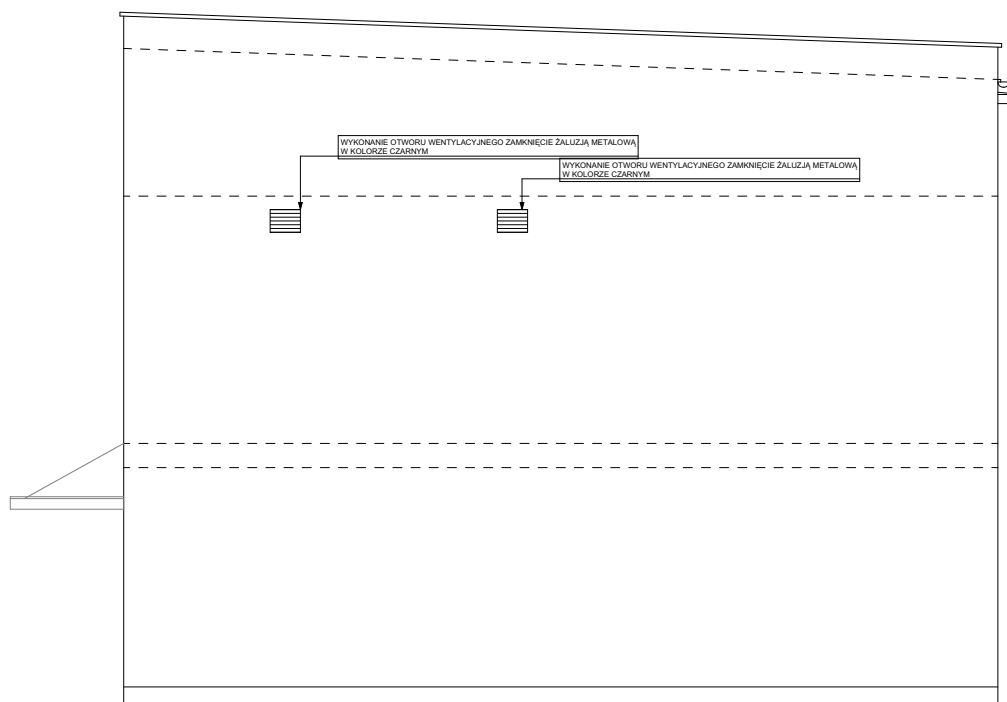 WYKONANIE OTWORU WENTYLACYJNEGO ZAMKNIĘCIE ŻALUZJĄ METALOWĄ
W KOLORZE CZARNYM
WYKONANIE OTWORU WENTYLACYJNEGO ZAMKNIĘCIE ŻALUZJĄ METALOWĄ
W KOLORZE CZARNYM